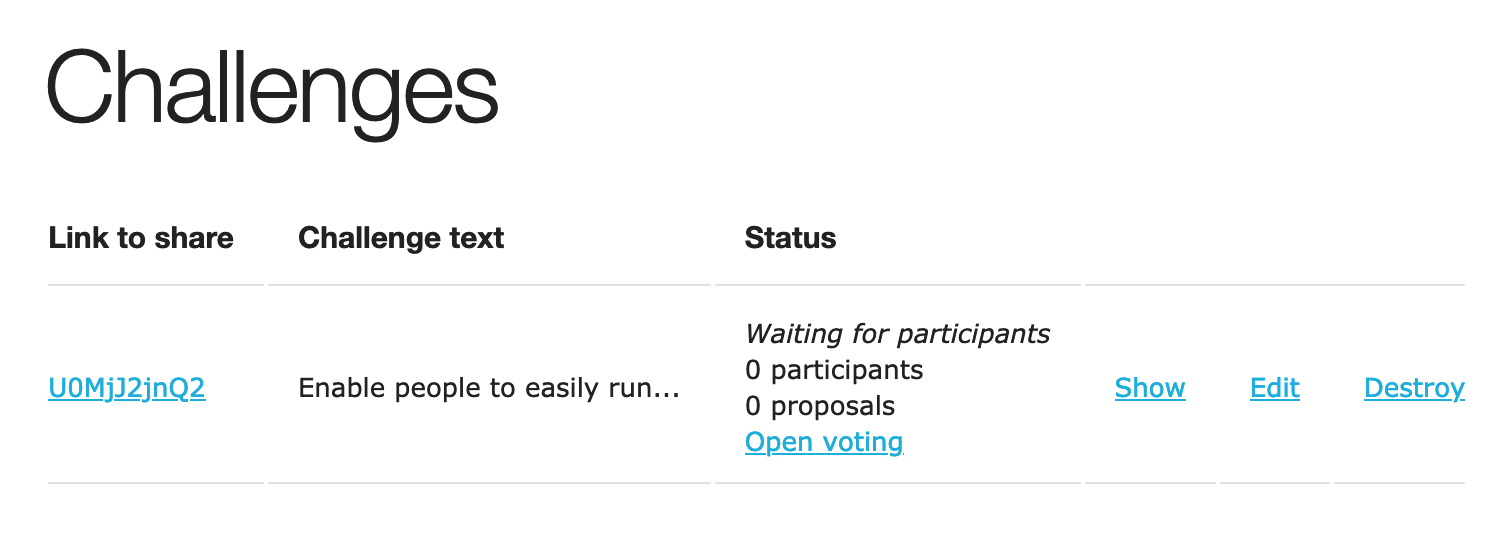 Challenges
Link to share Challenge text Status
Waiting for participants
0 participants
U0MjJ2jnQ2 Enable people to easily run... Show Edit Destroy
0 proposals
Open voting